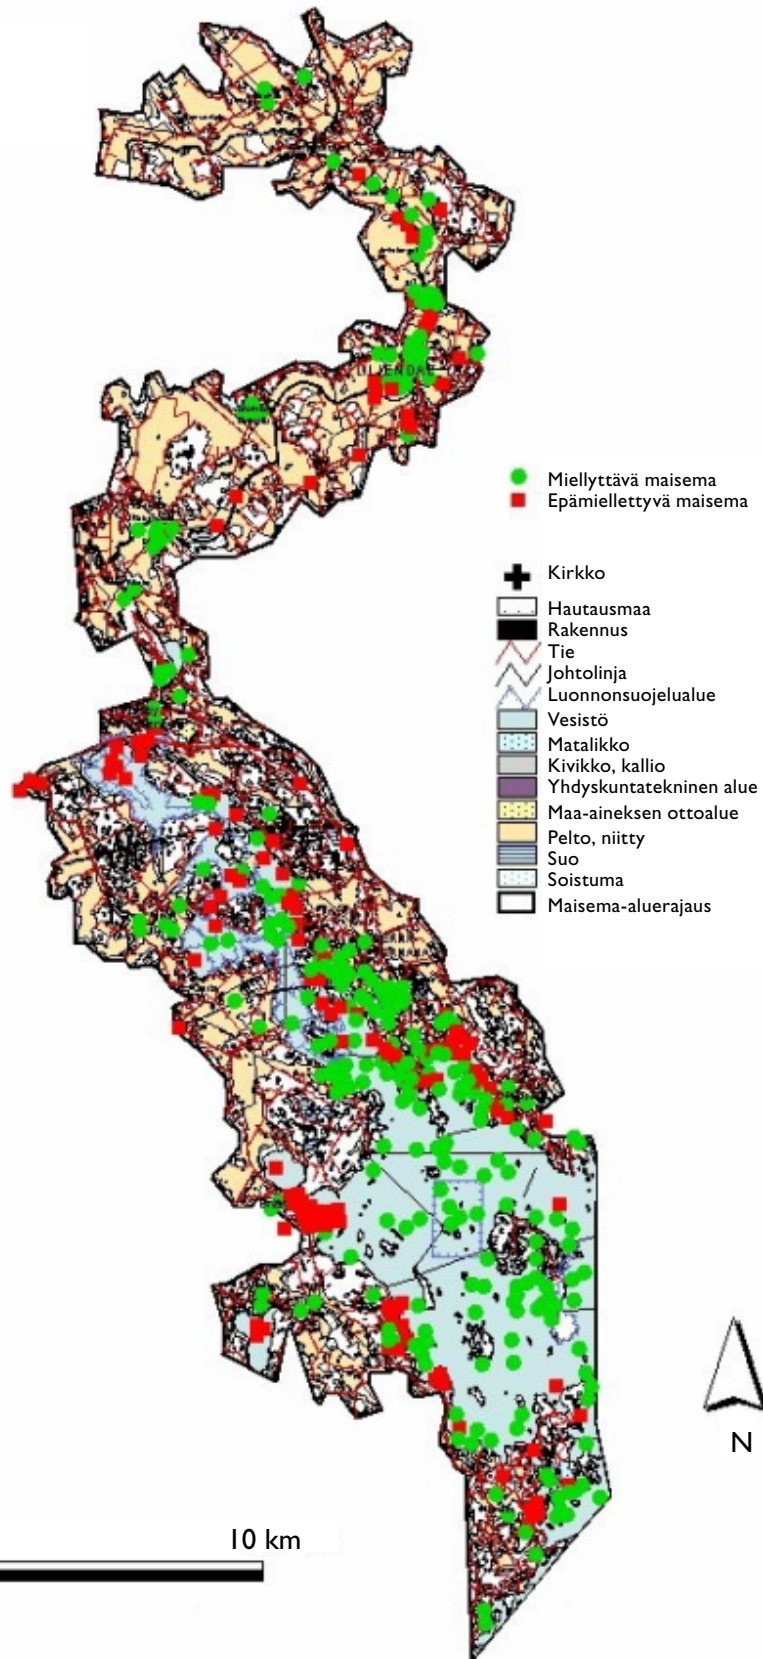 LILJENDAL
Miellyttävä maisema
Epämiellettyvä maisema
Kirkko
Hautausmaa
Rakennus
Tie
Johtolinja
Luonnonsuojelualue
Vesistö
Matalikko
Kivikko, kallio
Yhdyskuntatekninen alue
Maa-aineksen ottoalue
Pelto, niitty
Suo
Soistuma
Maisema-aluerajaus
N
10 km